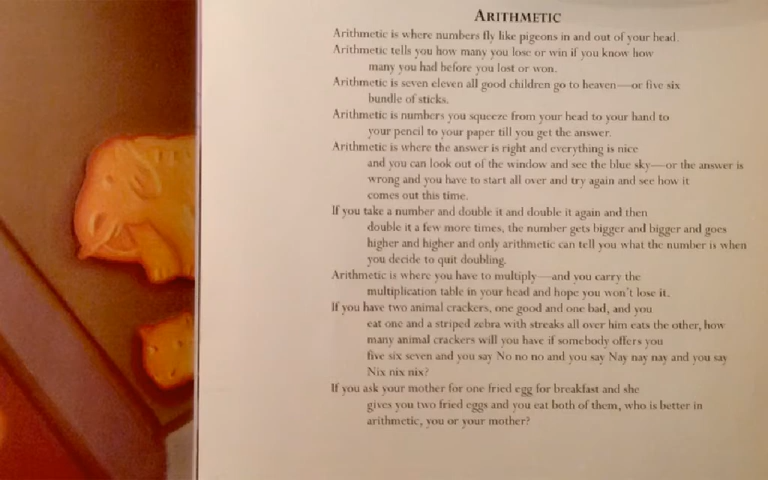 ARITHMETIC
Arithmetic is where numbers fly like pigeons in and out of your head.
Arithmetic tells you how many you lose or win if you know how
many you had before you lost or won.
Arithmetic is seven eleven all good children go to heaven—or five six
bundle of sticks.
Arithmetic is numbers you squeeze from your head to your hand to
your pencil to your paper till you get the answer.
Arithmetic is where the answer is right and everything is nice
and you can look out of the window and see the blue sky—or the answer is
wrong and you have to start all over and try again and see how it
comes out this time.
If you take a number and double it and double it again and then
double it a few more times, the number gets bigger and bigger and goes
higher and higher and only arithmetic can tell you what the number is when
you decide to quit doubling.
Arithmetic is where you have to multiply—and you carry the
multiplication table in your head and hope you won't lose it.
If you have two animal crackers, one good and one bad, and you
eat one and a striped zebra with streaks all over him eats the other, how
many animal crackers will you have if somebody offers you
five six seven and you say No no no and you say Nay nay nay and you say
Nix nix nix?
If you ask your mother for one fried egg for breakfast and she
gives you two fried eggs and you eat both of them, who is better in
arithmetic, you or your mother?